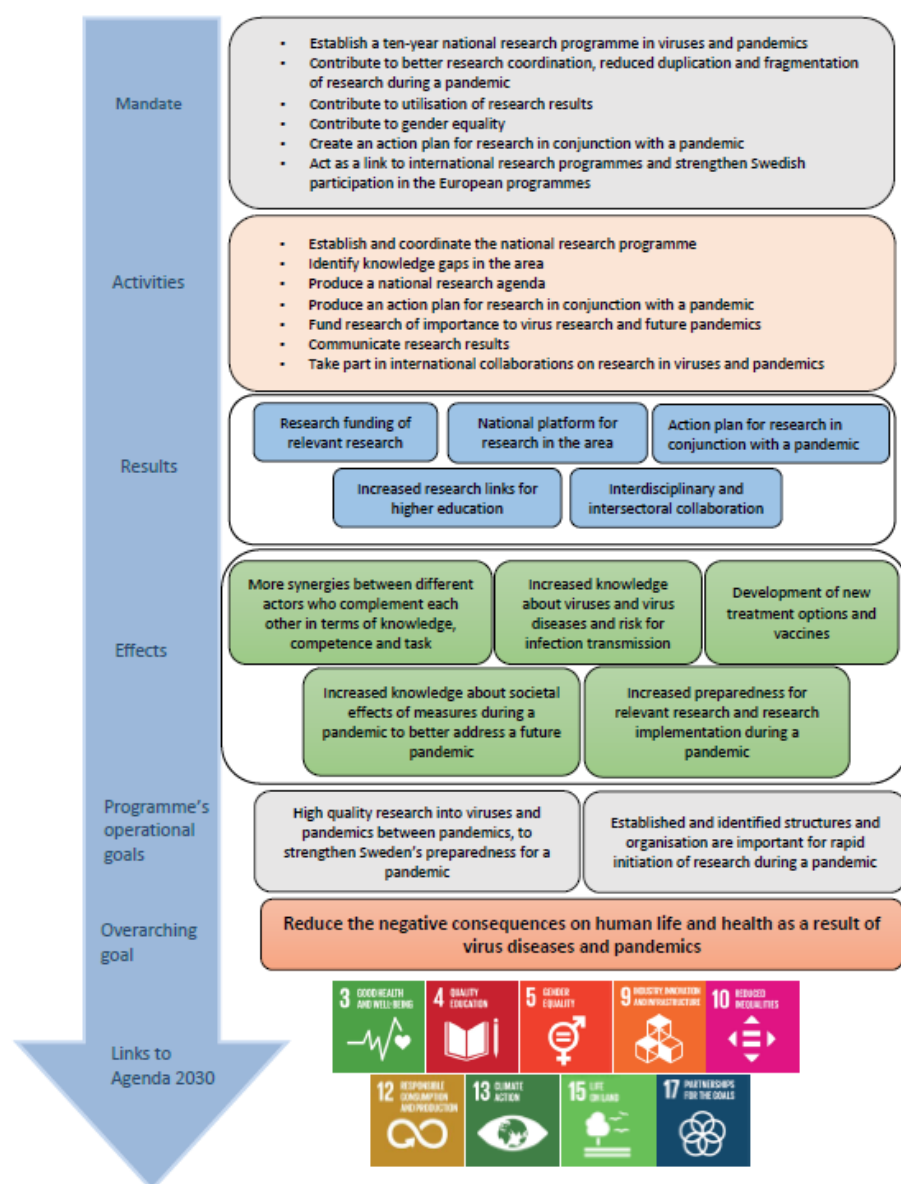 Mandate
• Establish a ten-year national research programme in viruses and pandemics
• Contribute to better research coordination, reduced duplication and fragmentation
of research during a pandemic
• Contribute to utilisation of research results
• Contribute to gender equality
• Create an action plan for research in conjunction with a pandemic
• Act as a link to international research programmes and strengthen Swedish
participation in the European programmes
Activities
• Establish and coordinate the national research programme
• Identify knowledge gaps in the area
• Produce a national research agenda
• Produce an action plan for research in conjunction with a pandemic
• Fund research of importance to virus research and future pandemics
• Communicate research results
• Take part in international collaborations on research in viruses and pandemics
Results
Research funding of
relevant research
National platform for
research in the area
Action plan for research in
conjunction with a pandemic
Increased research links for
higher education
Interdisciplinary and
intersectoral collaboration
Effects
More synergies between different
actors who complement each
other in terms of knowledge,
competence and task
Increased knowledge
about viruses and virus
diseases and risk for
infection transmission
Development of new
treatment options and
vaccines
Increased knowledge about societal
effects of measures during a
pandemic to better address a future
pandemic
Increased preparedness for
relevant research and research
implementation during a
pandemic
Programme's
operational
goals
High quality research into viruses and
pandemics between pandemics, to
strengthen Sweden's preparedness for a
pandemic
Established and identified structures and
organisation are important for rapid
initiation of research during a pandemic
Overarching
goal
Reduce the negative consequences on human life and health as a result of
virus diseases and pandemics
Links to
Agenda 2030
3 GOOD HEALTH
AND WELL-BEING
4 QUALITY
EDUCATION
5 GENDER
EQUALITY
9 INDUSTRY, INNOVATION
AND INFRASTRUCTURE
10 REDUCED
INEQUALITIES
12 RESPONSIBLE
CONSUMPTION
AND PRODUCTION
13 CLIMATE
ACTION
15 LIFE
ON LAND
17 PARTNERSHIPS
FOR THE GOALS